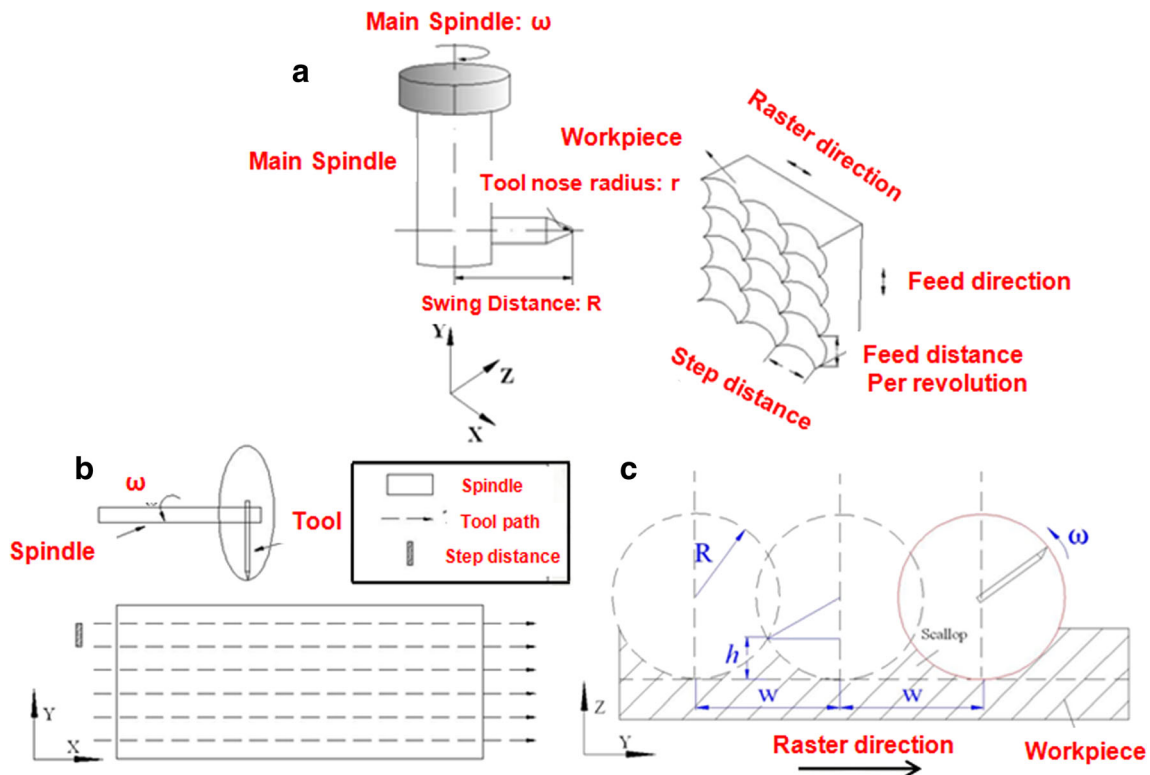 a
Main Spindle: ω
Main Spindle
Workpiece
Tool nose radius: r
Raster
direction
Feed direction
Swing Distance: R
Feed distance
Per revolution
Step distance
Y
Z
X
b
ω
Spindle
Tool
Spindle
Tool path
Step distance
Y
X
c
R
ω
Scallop
h
w
w
Z
Y
Raster direction
Workpiece